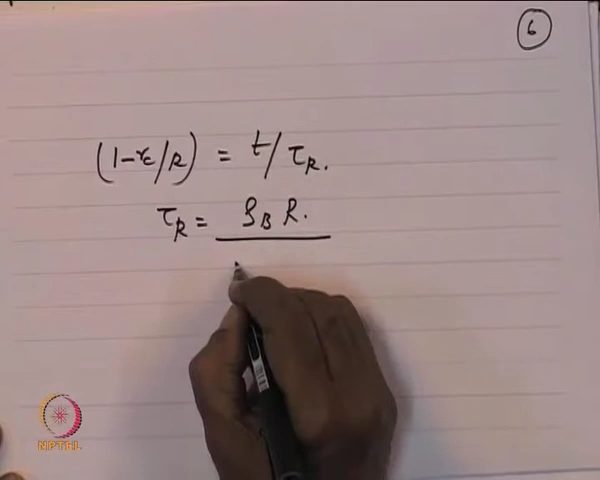 6
(1-rc/R) = t/τR.
τR = ρB R.
NPTEL